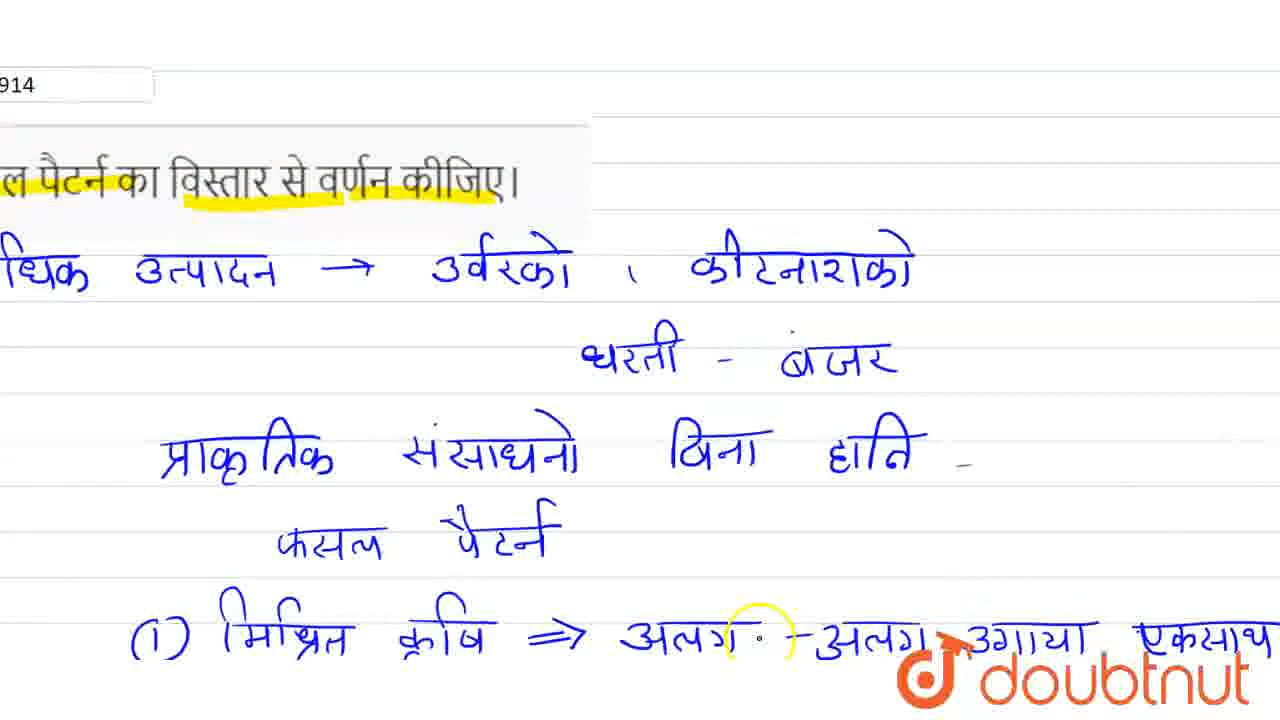 914
ल पैटर्न का विस्तार से वर्णन कीजिए।
धिक उत्पादन → उर्वरको , कीटनाशको
धरती - बंजर
प्राकृतिक संसाधनो बिना हानि -
फसल पैटर्न
(1) मिश्रित कृषि ⇒ अलग - अलग उगाया एकसाथ
doubtnut